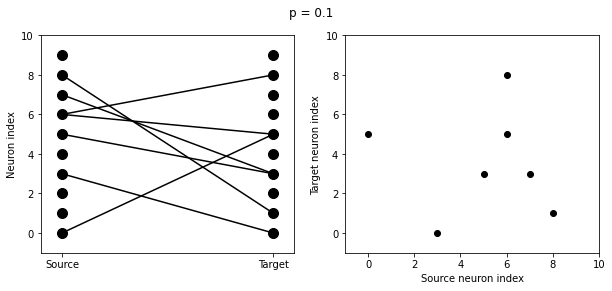 p = 0.1
Neuron index
10
8
6
4
2
0
Source Target
Target neuron index
10
8
6
4
2
0
0 2 4 6 8 10
Source neuron index